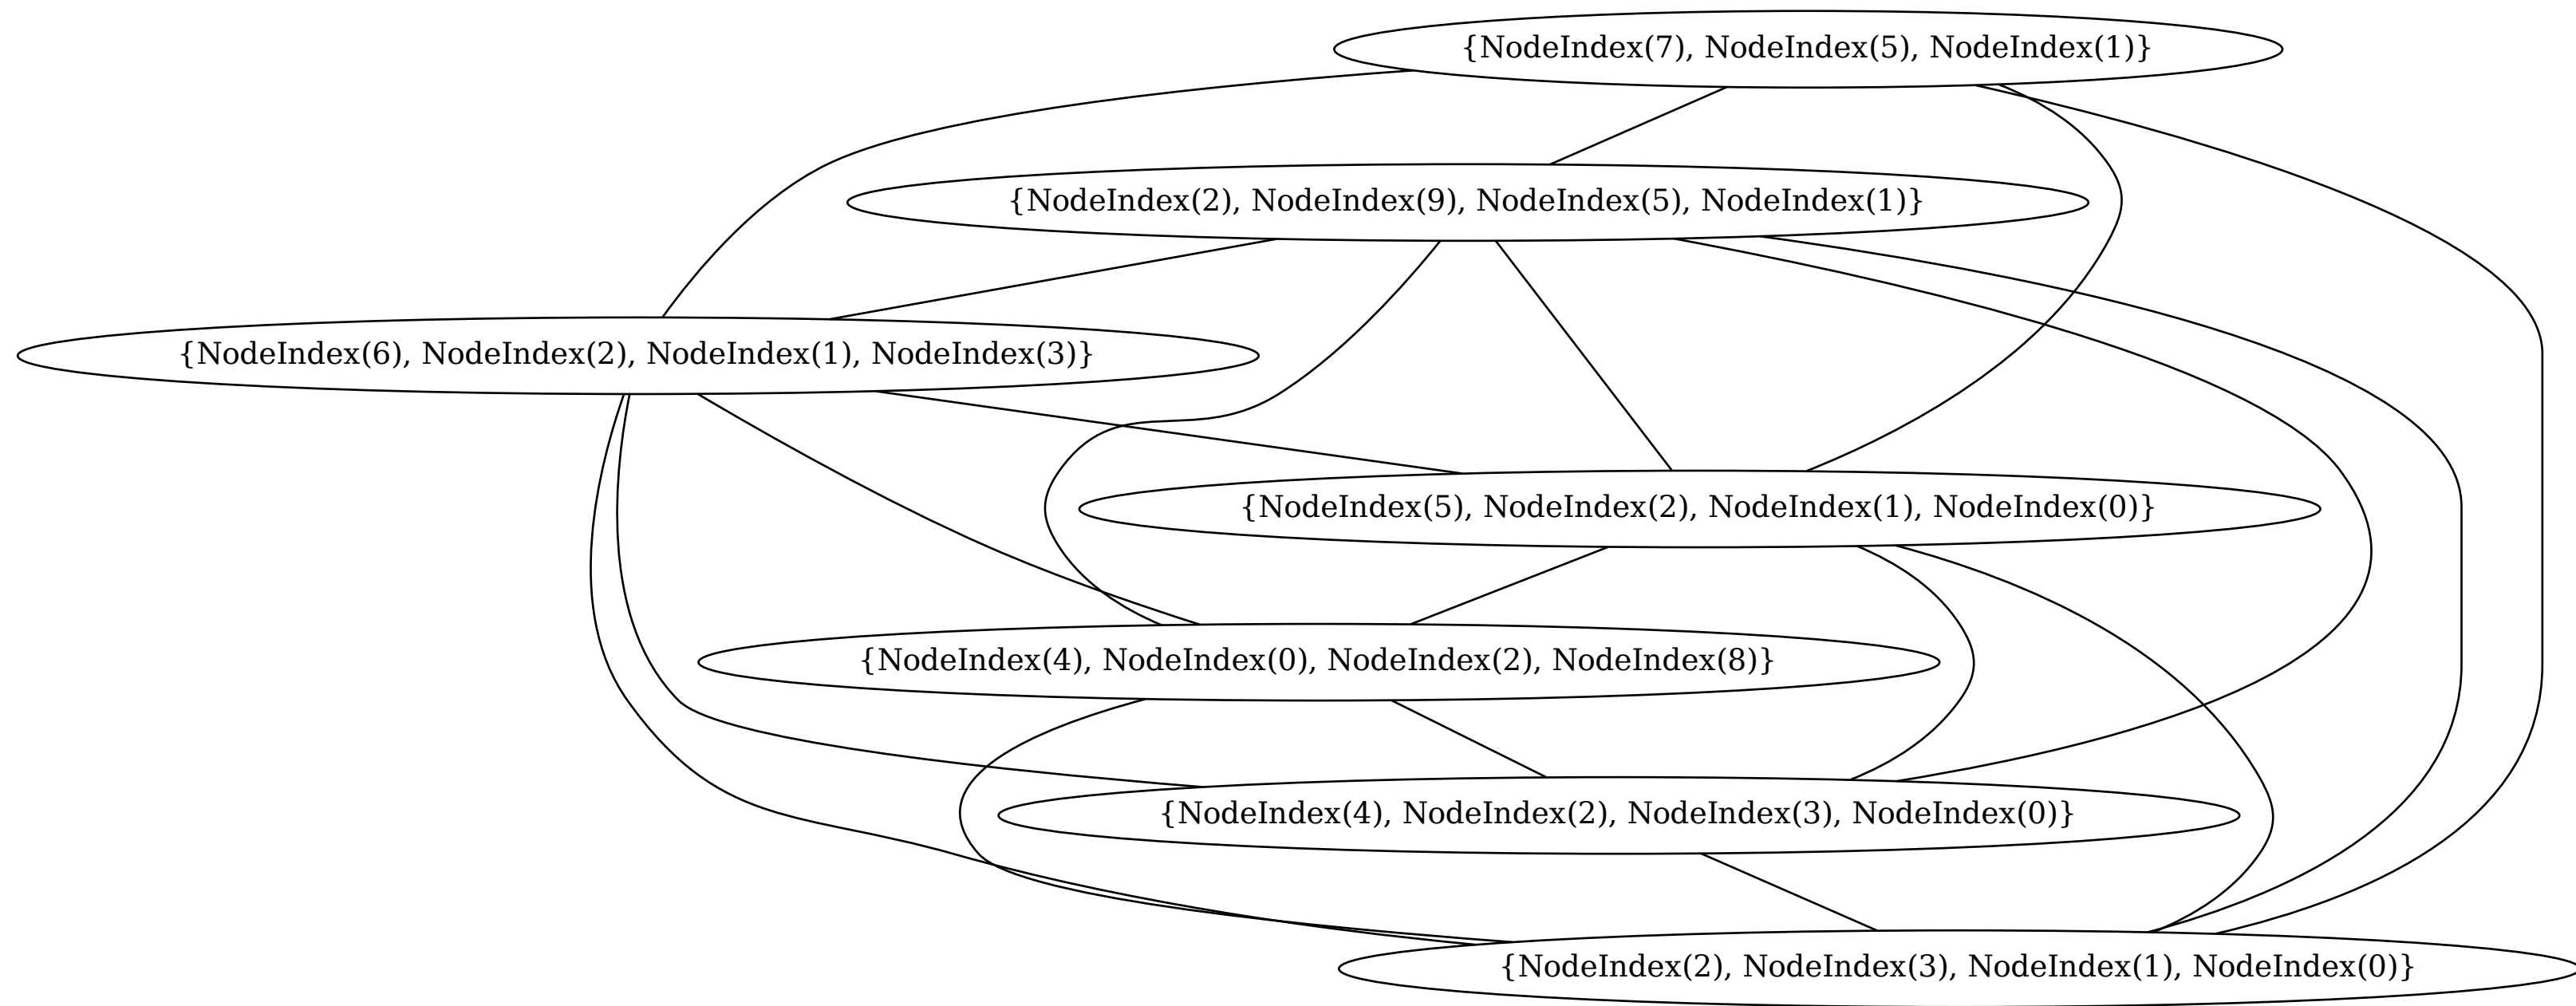 {NodeIndex(7), NodeIndex(5), NodeIndex(1)}
{NodeIndex(2), NodeIndex(9), NodeIndex(5), NodeIndex(1)}
{NodeIndex(6), NodeIndex(2), NodeIndex(1), NodeIndex(3)}
{NodeIndex(5), NodeIndex(2), NodeIndex(1), NodeIndex(0)}
{NodeIndex(4), NodeIndex(0), NodeIndex(2), NodeIndex(8)}
{NodeIndex(4), NodeIndex(2), NodeIndex(3), NodeIndex(0)}
{NodeIndex(2), NodeIndex(3), NodeIndex(1), NodeIndex(0)}